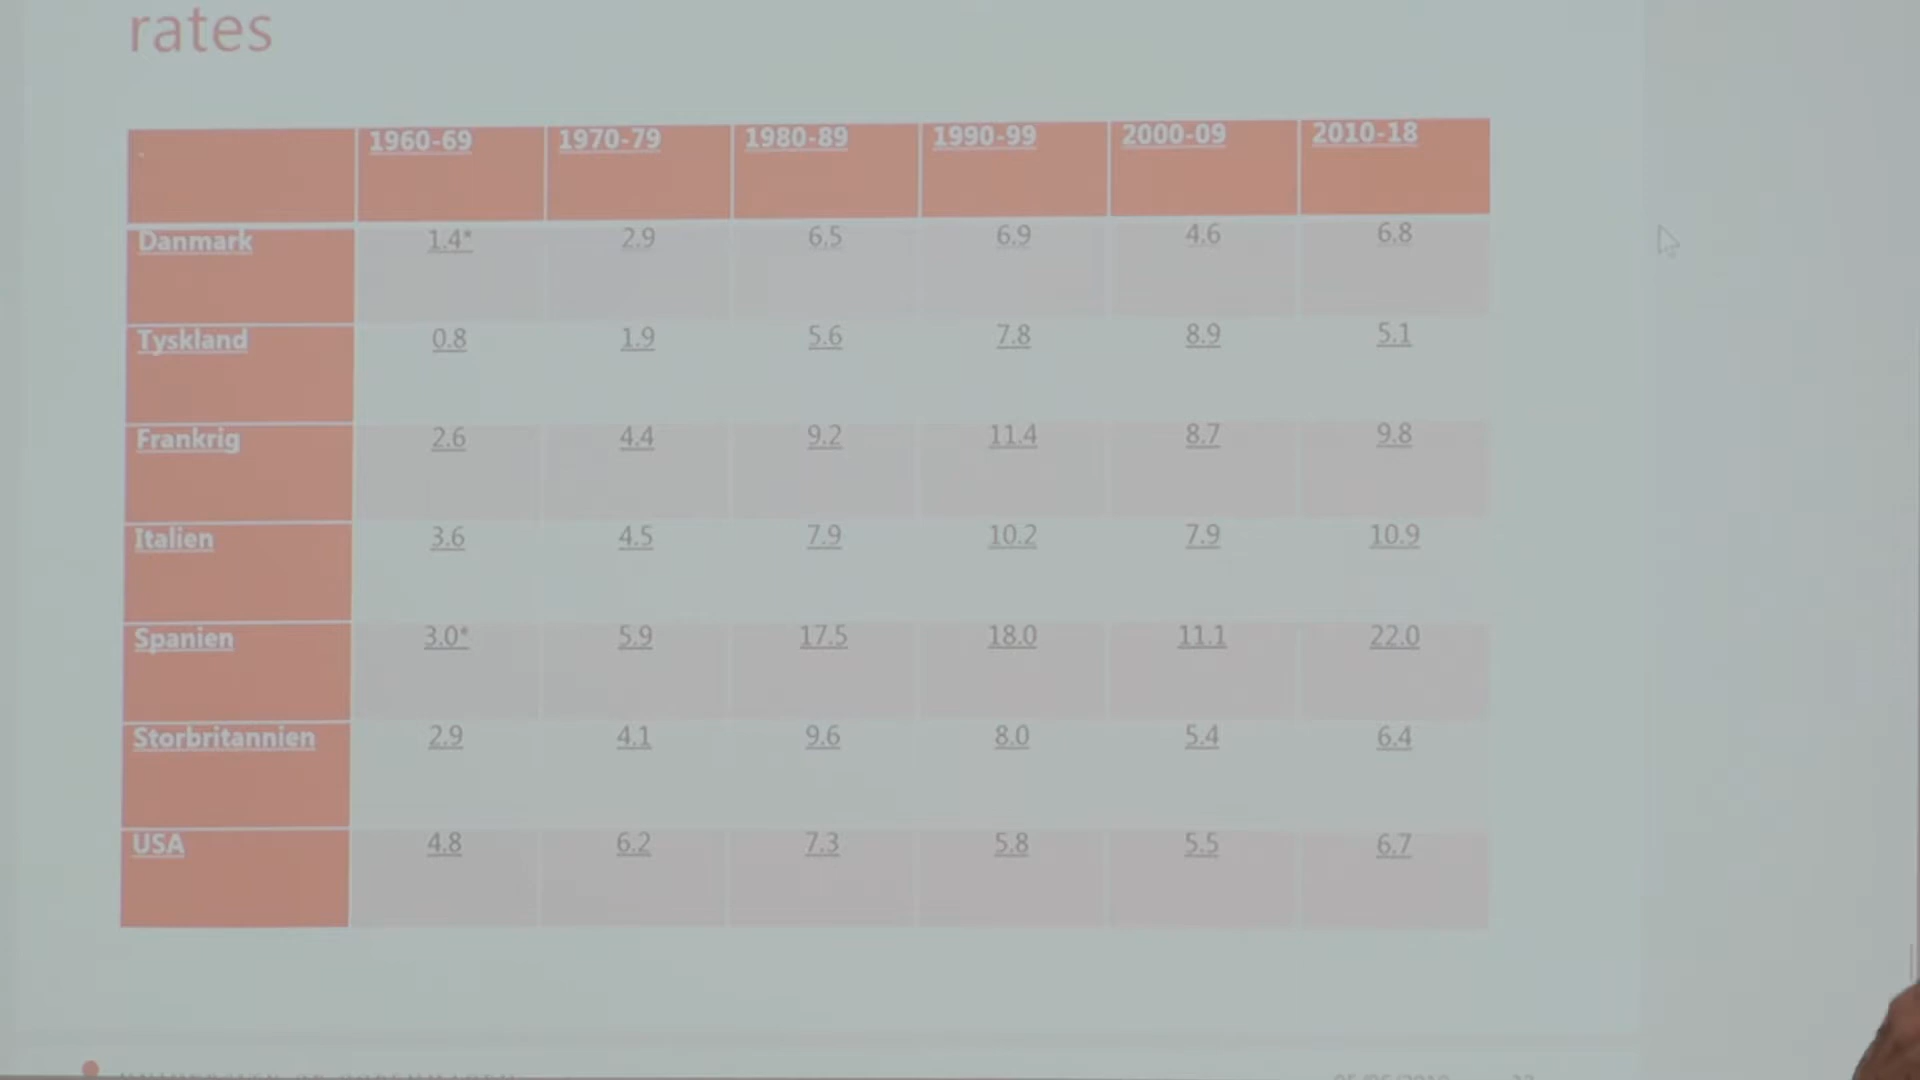 rates
1960-69 1970-79 1980-89 1990-99 2000-09 2010-18
Danmark 1.4* 2.9 6.5 6.9 4.6 6.8
Tyskland 0.8 1.9 5.6 7.8 8.9 5.1
Frankrig 2.6 4.4 9.2 11.4 8.7 9.8
Italien 3.6 4.5 7.9 10.2 7.9 10.9
Spanien 3.0* 5.9 17.5 18.0 11.1 22.0
Storbritannien 2.9 4.1 9.6 8.0 5.4 6.4
USA 4.8 6.2 7.3 5.8 5.5 6.7